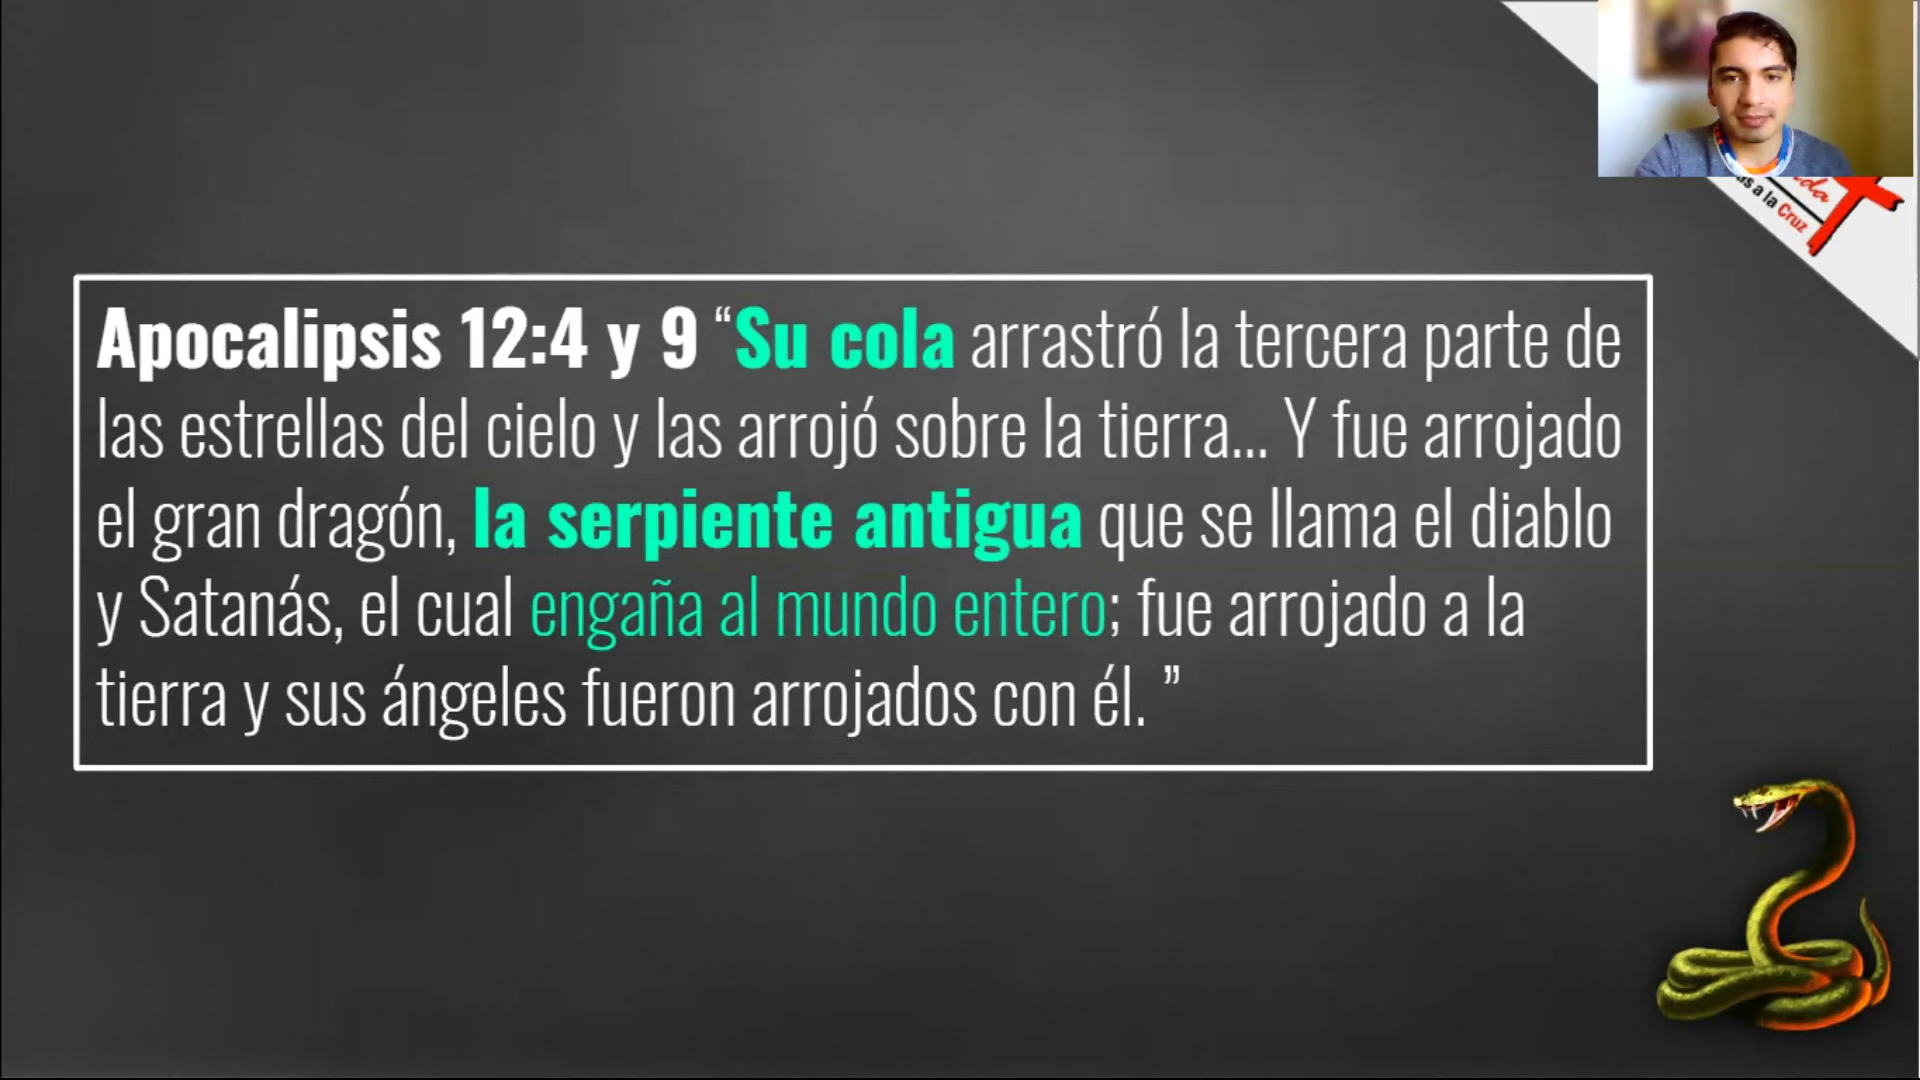 as a la Cruz
Apocalipsis 12:4 y 9 “Su cola arrastró la tercera parte de
las estrellas del cielo y las arrojó sobre la tierra... Y fue arrojado
el gran dragón, la serpiente antigua que se llama el diablo
y Satanás, el cual engaña al mundo entero; fue arrojado a la
tierra y sus ángeles fueron arrojados con él. ”